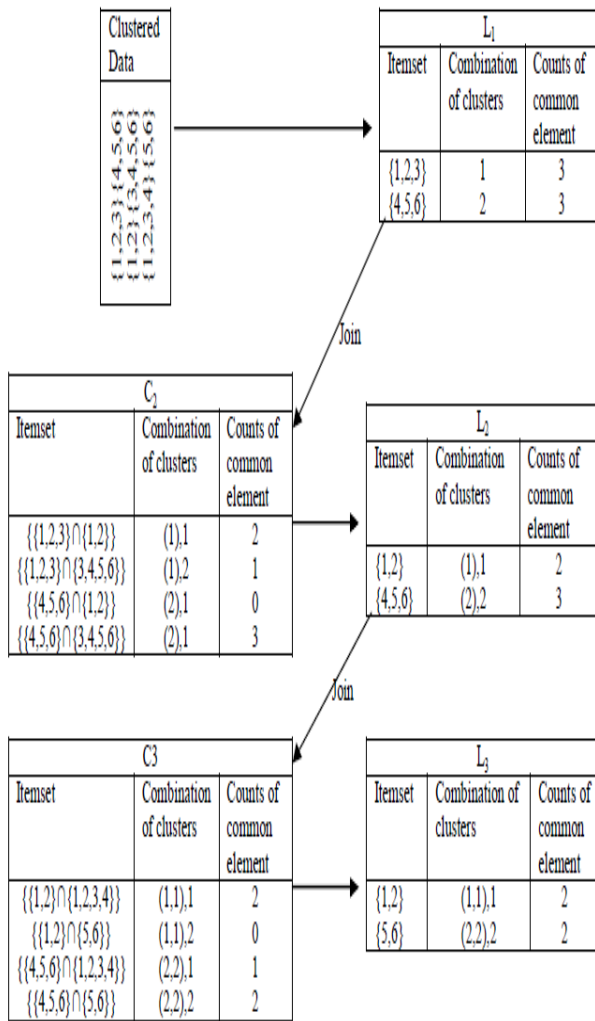 Clustered
Data
{1,2,3} {4,5,6}
{1,2} {3,4,5,6}
{1,2,3,4} {5,6}
L1
Itemset Combination of clusters Counts of common element
{1,2,3} 1 3
{4,5,6} 2 3
Join
C2
Itemset Combination of clusters Counts of common element
{{1,2,3}∩{1,2}} (1),1 2
{{1,2,3}∩{3,4,5,6}} (1),2 1
{{4,5,6}∩{1,2}} (2),1 0
{{4,5,6}∩{3,4,5,6}} (2),1 3
L2
Itemset Combination of clusters Counts of common element
{1,2} (1),1 2
{4,5,6} (2),2 3
Join
C3
Itemset Combination of clusters Counts of common element
{{1,2}∩{1,2,3,4}} (1,1),1 2
{{1,2}∩{5,6}} (1,1),2 0
{{4,5,6}∩{1,2,3,4}} (2,2),1 1
{{4,5,6}∩{5,6}} (2,2),2 2
L3
Itemset Combination of clusters Counts of common element
{1,2} (1,1),1 2
{5,6} (2,2),2 2